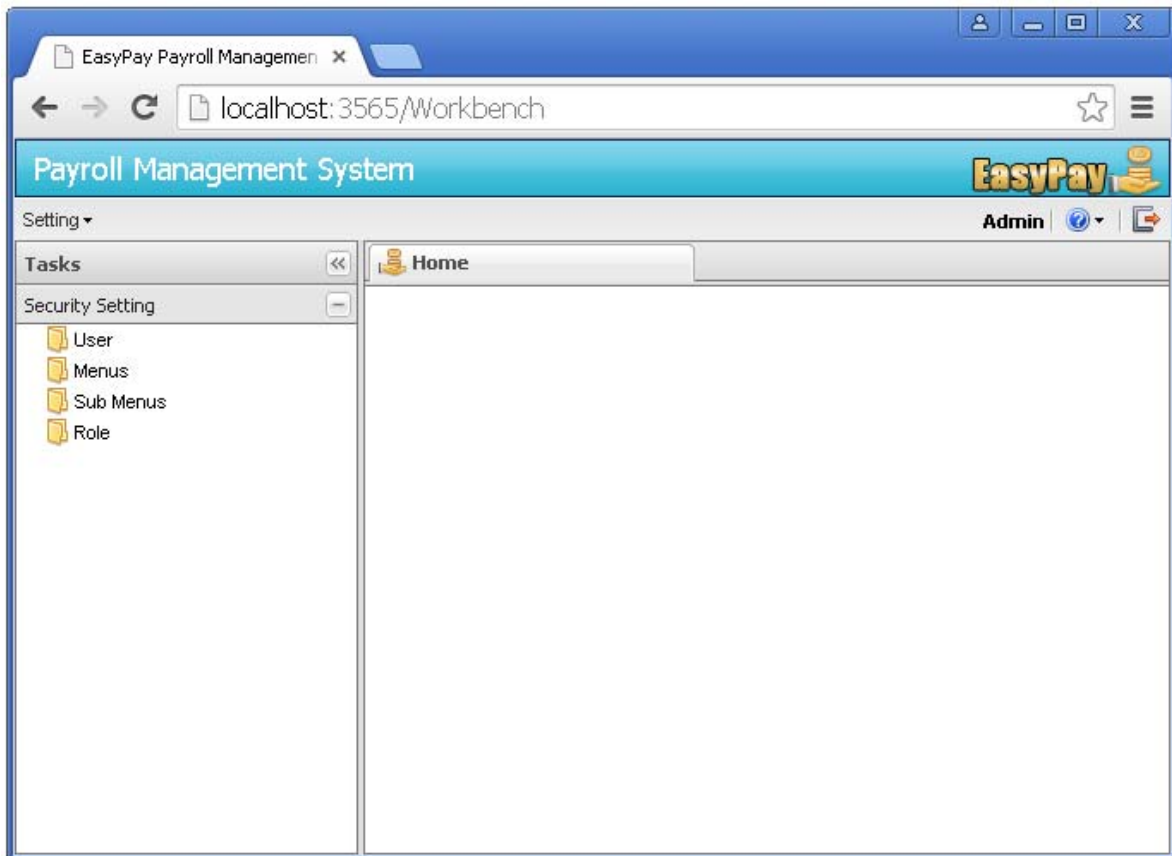 EasyPay Payroll Managemen
localhost:3565/Workbench
Payroll Management System
EasyPay
Setting
Admin
Tasks
Home
Security Setting
User
Menus
Sub Menus
Role